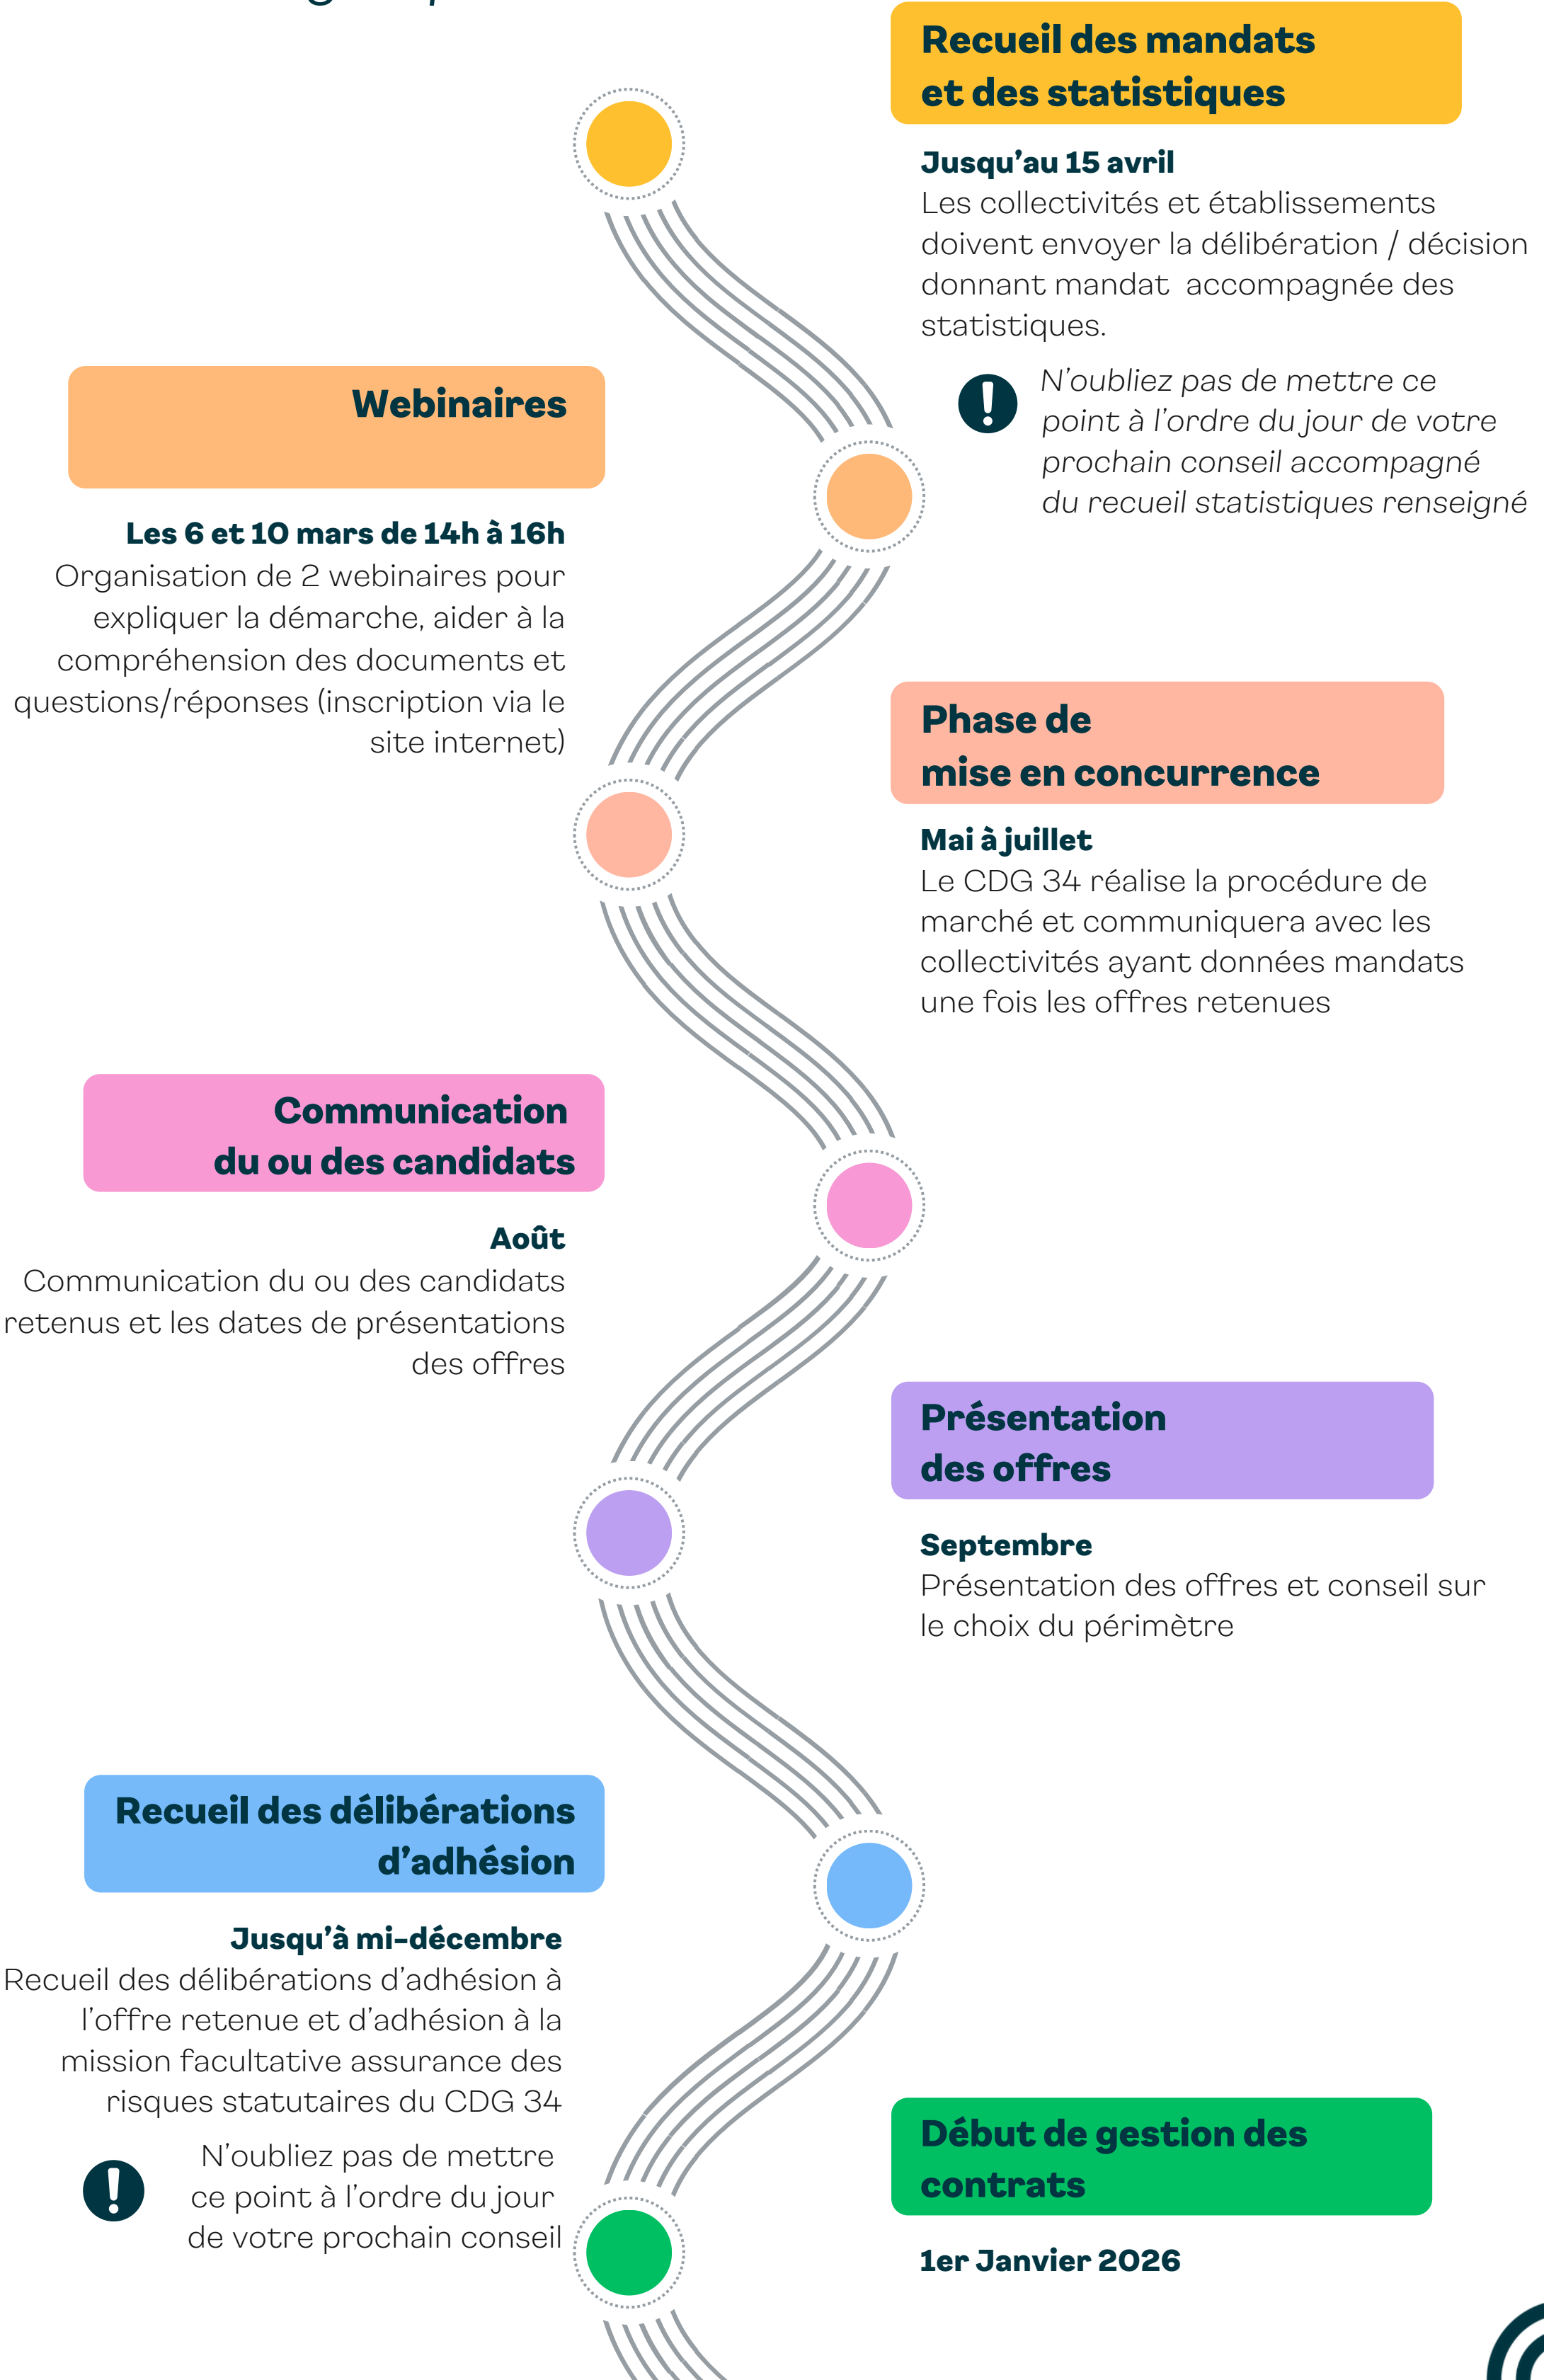 Recueil des mandats
et des statistiques
Jusqu’au 15 avril
Les collectivités et établissements
doivent envoyer la délibération / décision
donnant mandat accompagnée des
statistiques.
N’oubliez pas de mettre ce
point à l’ordre du jour de votre
prochain conseil accompagné
du recueil statistiques renseigné
Webinaires
Les 6 et 10 mars de 14h à 16h
Organisation de 2 webinaires pour
expliquer la démarche, aider à la
compréhension des documents et
questions/réponses (inscription via le
site internet)
Phase de
mise en concurrence
Mai à juillet
Le CDG 34 réalise la procédure de
marché et communiquera avec les
collectivités ayant données mandats
une fois les offres retenues
Communication
du ou des candidats
Août
Communication du ou des candidats
retenus et les dates de présentations
des offres
Présentation
des offres
Septembre
Présentation des offres et conseil sur
le choix du périmètre
Recueil des délibérations
d’adhésion
Jusqu’à mi-décembre
Recueil des délibérations d’adhésion à
l’offre retenue et d’adhésion à la
mission facultative assurance des
risques statutaires du CDG 34
N’oubliez pas de mettre
ce point à l’ordre du jour
de votre prochain conseil
Début de gestion des
contrats
1er Janvier 2026